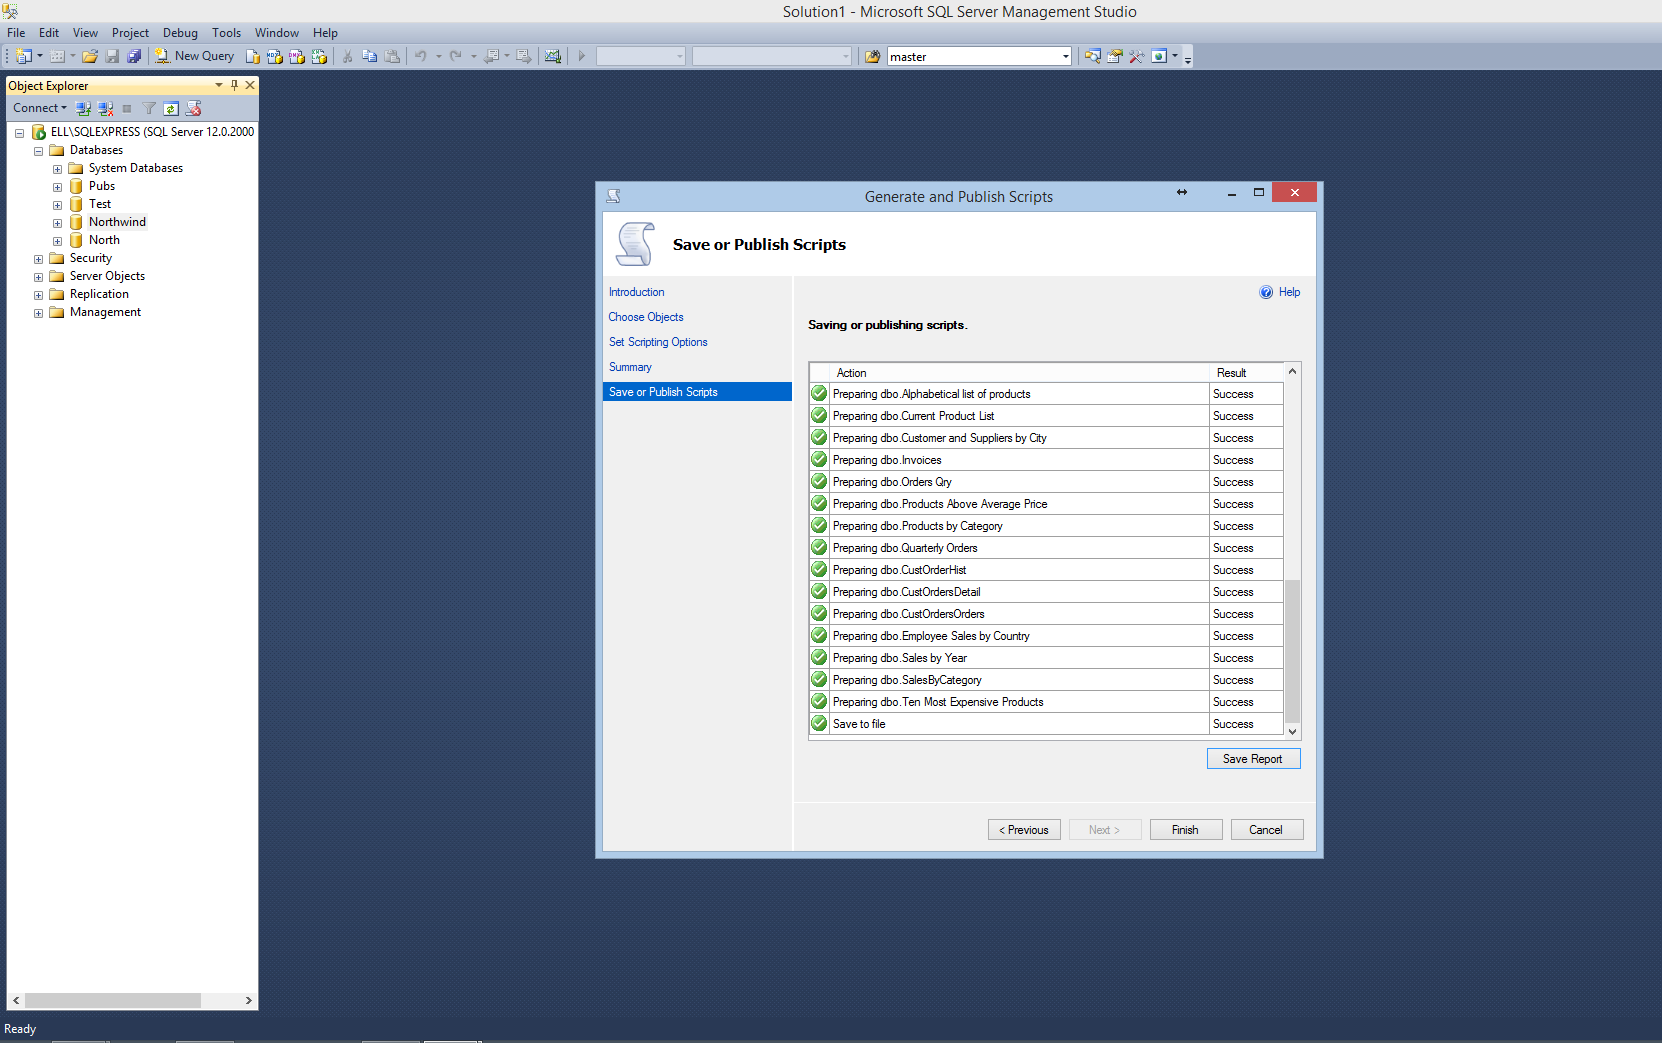 Solution1 - Microsoft SQL Server Management Studio
File Edit View Project Debug Tools Window Help
New Query master
Object Explorer
Connect
ELL\SQLEXPRESS (SQL Server 12.0.2000
Databases
System Databases
Pubs
Test
Northwind
North
Security
Server Objects
Replication
Management
Generate and Publish Scripts
Save or Publish Scripts
Introduction
Choose Objects
Set Scripting Options
Summary
Save or Publish Scripts
Help
Saving or publishing scripts.
Action Result
Preparing dbo.Alphabetical list of products Success
Preparing dbo.Current Product List Success
Preparing dbo.Customer and Suppliers by City Success
Preparing dbo.Invoices Success
Preparing dbo.Orders Qry Success
Preparing dbo.Products Above Average Price Success
Preparing dbo.Products by Category Success
Preparing dbo.Quarterly Orders Success
Preparing dbo.CustOrderHist Success
Preparing dbo.CustOrdersDetail Success
Preparing dbo.CustOrdersOrders Success
Preparing dbo.Employee Sales by Country Success
Preparing dbo.Sales by Year Success
Preparing dbo.SalesByCategory Success
Preparing dbo.Ten Most Expensive Products Success
Save to file Success
Save Report
< Previous Next > Finish Cancel
Ready